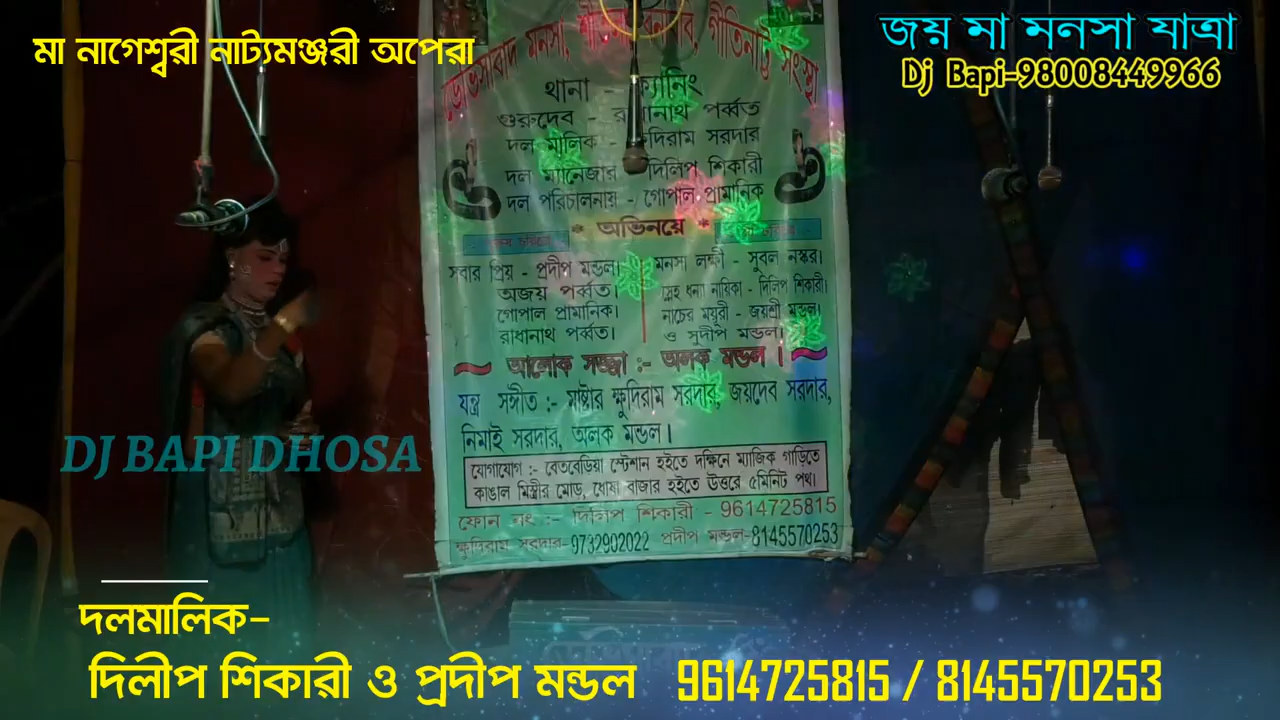 মা নাগেশ্বরী নাট্যমঞ্জরী অপেরা
জয় মা মনসা যাত্রা
Dj Bapi-98008449966
মনসা, গীতিনাট্ট সংস্থা
থানা - ক্যানিং
গুরুদেব - রাধানাথ পর্ব্বত
দল মালিক - ক্ষুদিরাম সরদার
দল ম্যানেজার - দিলিপ শিকারী
দল পরিচালনায় - গোপাল প্রামানিক
* অভিনয়ে *
সবার প্রিয় - প্রদীপ মন্ডল।
অজয় পর্ব্বত।
গোপাল প্রামানিক।
রাধানাথ পর্ব্বত।
মনসা লক্ষী - সুবল নস্কর।
স্নেহ ধন্যা নায়িকা - দিলিপ শিকারী।
নাচের ময়ূরী - জয়শ্রী মন্ডল।
ও সুদীপ মন্ডল।
আলোক সজ্জা :- অলক মন্ডল।
যন্ত্র সঙ্গীত :- মাষ্টার ক্ষুদিরাম সরদার, জয়দেব সরদার,
নিমাই সরদার, অলক মন্ডল।
যোগাযোগ :- বেতবেড়িয়া স্টেশান হইতে দক্ষিনে ম্যাজিক গাড়িতে
কাঙাল মিস্ত্রীর মোড়, ধোষা বাজার হইতে উত্তরে ৫মিনিট পথ।
ফোন নং :- দিলিপ শিকারী - 9614725815
ক্ষুদিরাম সরদার-9732902022 প্রদীপ মন্ডল-8145570253
DJ BAPI DHOSA
দলমালিক-
দিলীপ শিকারী ও প্রদীপ মন্ডল 9614725815 / 8145570253